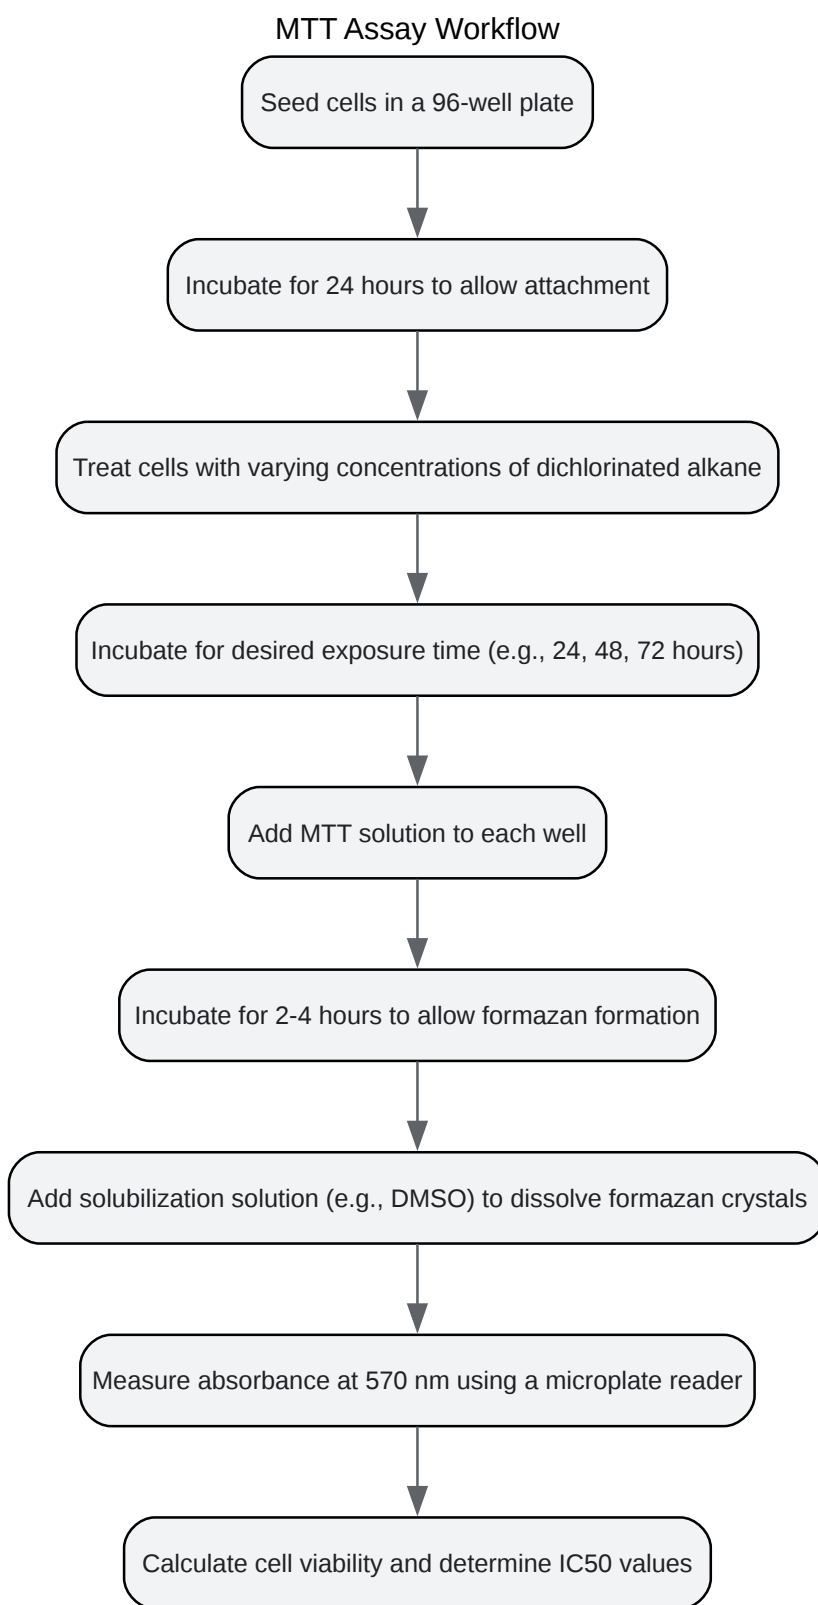 MTT Assay Workflow
Seed cells in a 96-well plate
Incubate for 24 hours to allow attachment
Treat cells with varying concentrations of dichlorinated alkane
Incubate for desired exposure time (e.g., 24, 48, 72 hours)
Add MTT solution to each well
Incubate for 2-4 hours to allow formazan formation
Add solubilization solution (e.g., DMSO) to dissolve formazan crystals
Measure absorbance at 570 nm using a microplate reader
Calculate cell viability and determine IC50 values